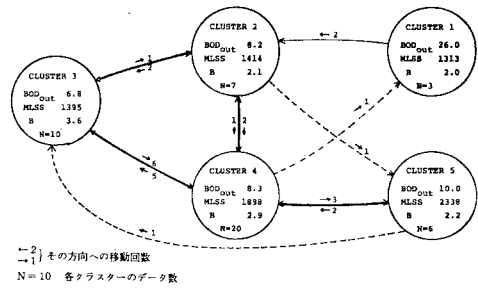 CLUSTER 2
BODout 8.2
MLSS 1414
B 2.1
N=7
CLUSTER 1
BODout 26.0
MLSS 1313
B 2.0
N=3
CLUSTER 3
BODout 6.8
MLSS 1395
B 3.6
N=10
CLUSTER 4
BODout 8.3
MLSS 1898
B 2.9
N=20
CLUSTER 5
BODout 10.0
MLSS 2338
B 2.2
N=6
→ 1
← 2
← 2
1 2
↓ ↓
→ 1
→ 1
→ 6
← 5
→ 3
← 2
← 1
← 2
→ 1 } その方向への移動回数
N=10 各クラスターのデータ数